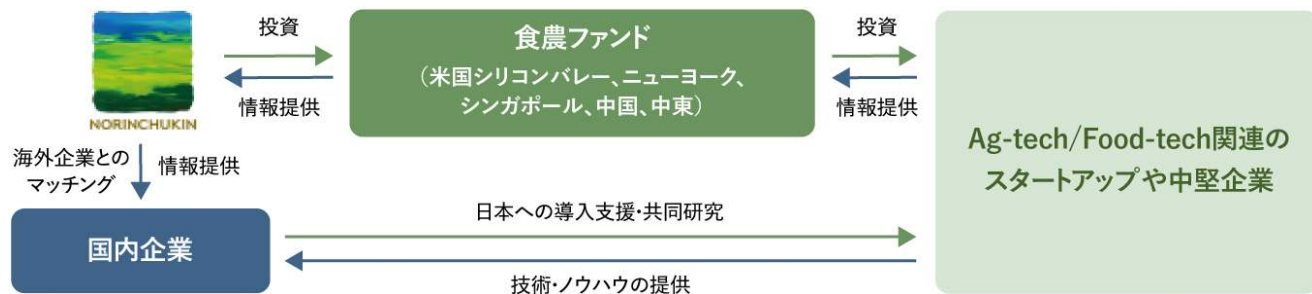 投資
食農ファンド
（米国シリコンバレー、ニューヨーク、
シンガポール、中国、中東）
投資
情報提供
情報提供
NORINCHUKIN
海外企業との
マッチング
情報提供
Ag-tech/Food-tech関連の
スタートアップや中堅企業
国内企業
日本への導入支援・共同研究
技術・ノウハウの提供